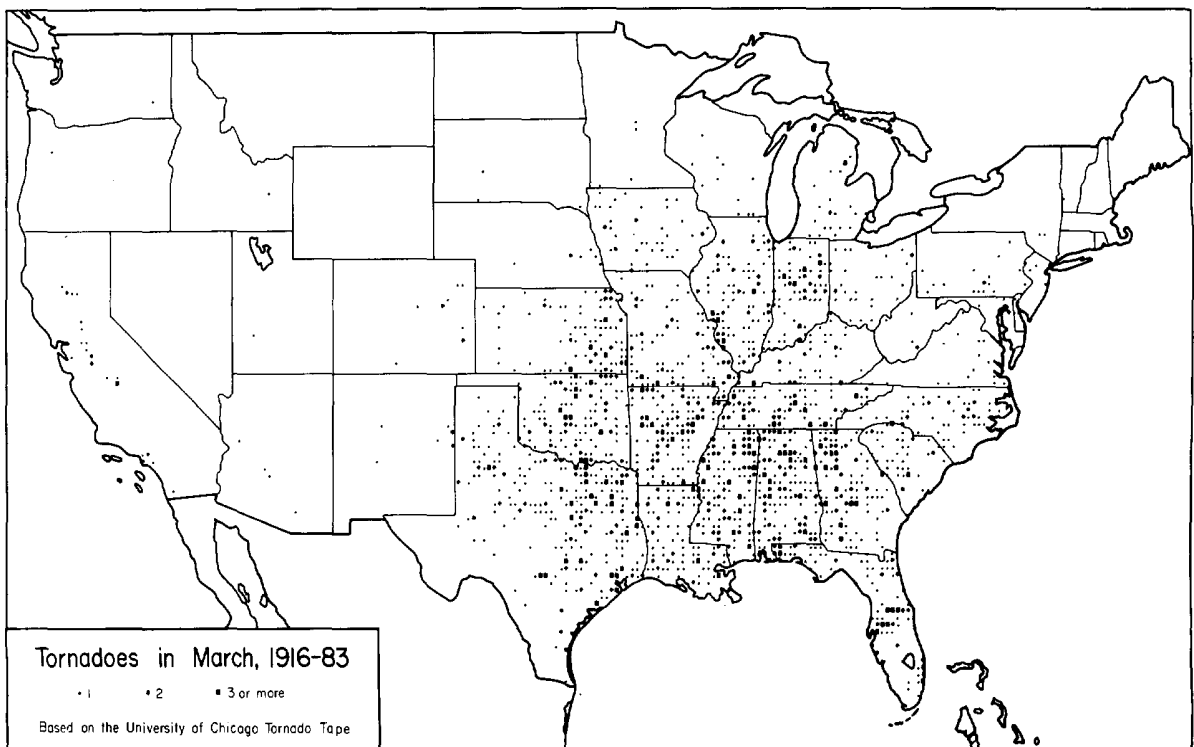 Tornadoes in March, 1916-83
• 1 • 2 ▪ 3 or more
Based on the University of Chicago Tornado Tape